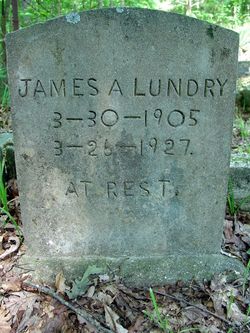 JAMES A LUNDRY
3-30-1905
3-26-1927.
AT REST.